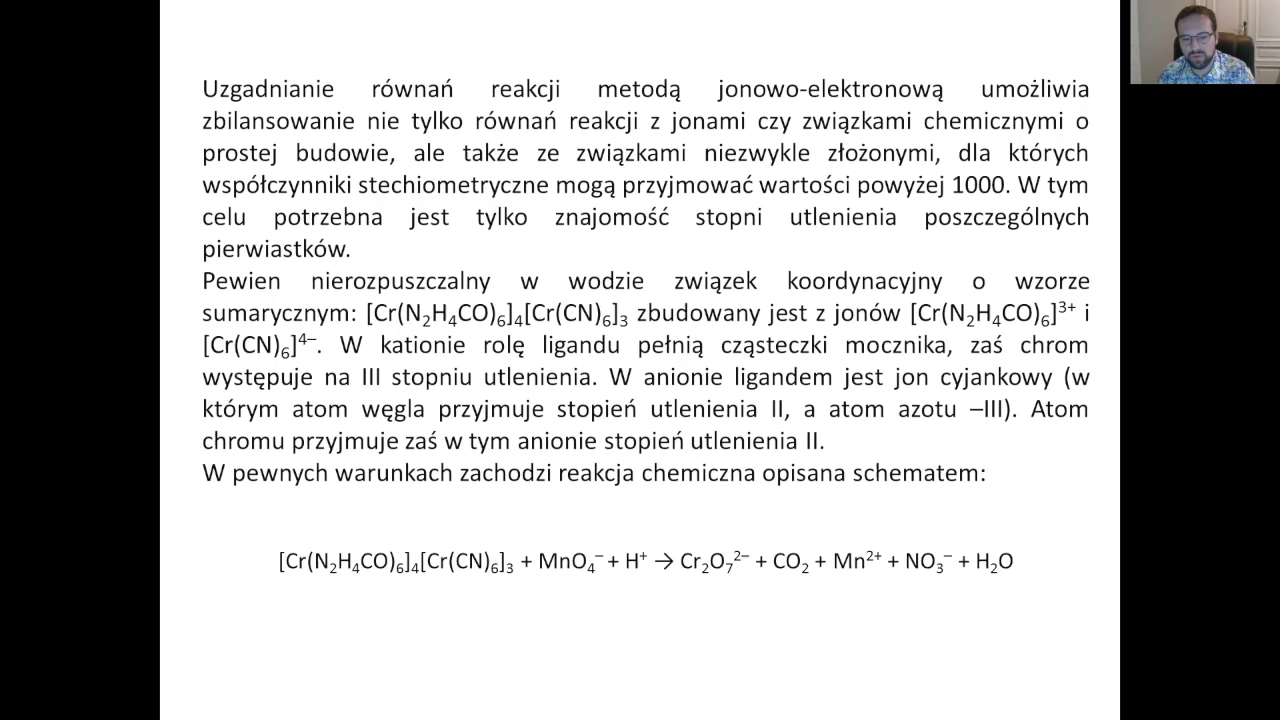 Uzgadnianie równań reakcji metodą jonowo-elektronową umożliwia
zbilansowanie nie tylko równań reakcji z jonami czy związkami chemicznymi o
prostej budowie, ale także ze związkami niezwykle złożonymi, dla których
współczynniki stechiometryczne mogą przyjmować wartości powyżej 1000. W tym
celu potrzebna jest tylko znajomość stopni utlenienia poszczególnych
pierwiastków.
Pewien nierozpuszczalny w wodzie związek koordynacyjny o wzorze
sumarycznym: [Cr(N₂H₄CO)₆]₄[Cr(CN)₆]₃ zbudowany jest z jonów [Cr(N₂H₄CO)₆]³⁺ i
[Cr(CN)₆]⁴⁻. W kationie rolę ligandu pełnią cząsteczki mocznika, zaś chrom
występuje na III stopniu utlenienia. W anionie ligandem jest jon cyjankowy (w
którym atom węgla przyjmuje stopień utlenienia II, a atom azotu –III). Atom
chromu przyjmuje zaś w tym anionie stopień utlenienia II.
W pewnych warunkach zachodzi reakcja chemiczna opisana schematem:
[Cr(N₂H₄CO)₆]₄[Cr(CN)₆]₃ + MnO₄⁻ + H⁺ → Cr₂O₇²⁻ + CO₂ + Mn²⁺ + NO₃⁻ + H₂O